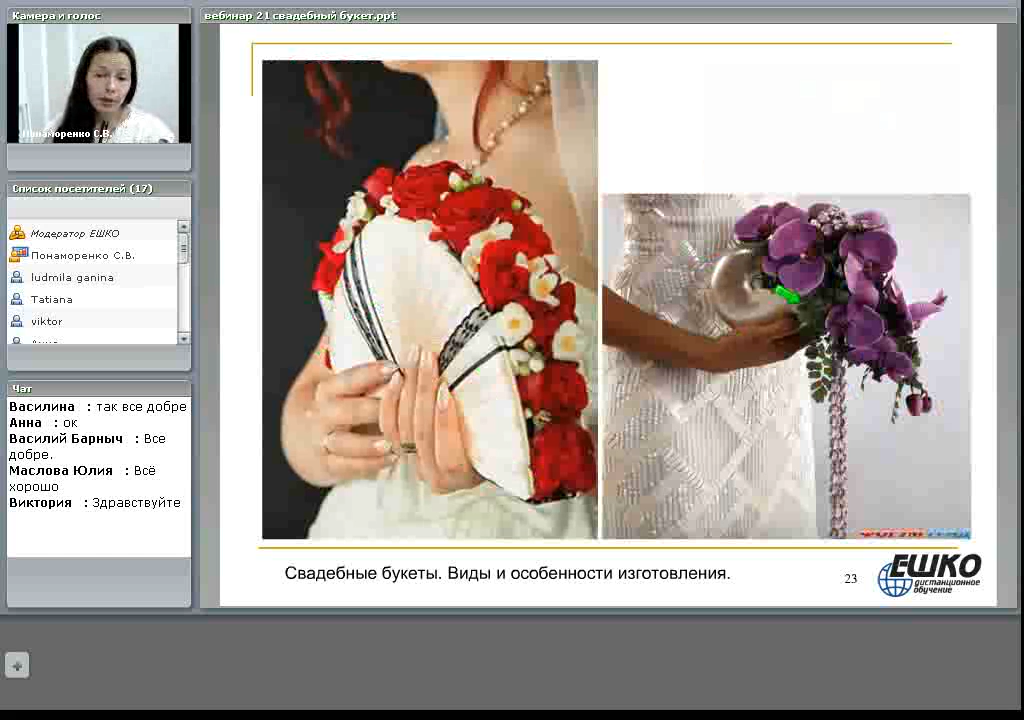 Камера и голос
Понаморенко С.В.
Список посетителей (17)
Модератор ЕШКО
Понаморенко С.В.
ludmila ganina
Tatiana
viktor
Чат
Василина : так все добре
Анна : ок
Василий Барныч : Все
добре.
Маслова Юлия : Всё
хорошо
Виктория : Здравствуйте
вебинар 21 свадебный букет.ppt
Свадебные букеты. Виды и особенности изготовления.
23
ЕШКО
дистанционное
обучение